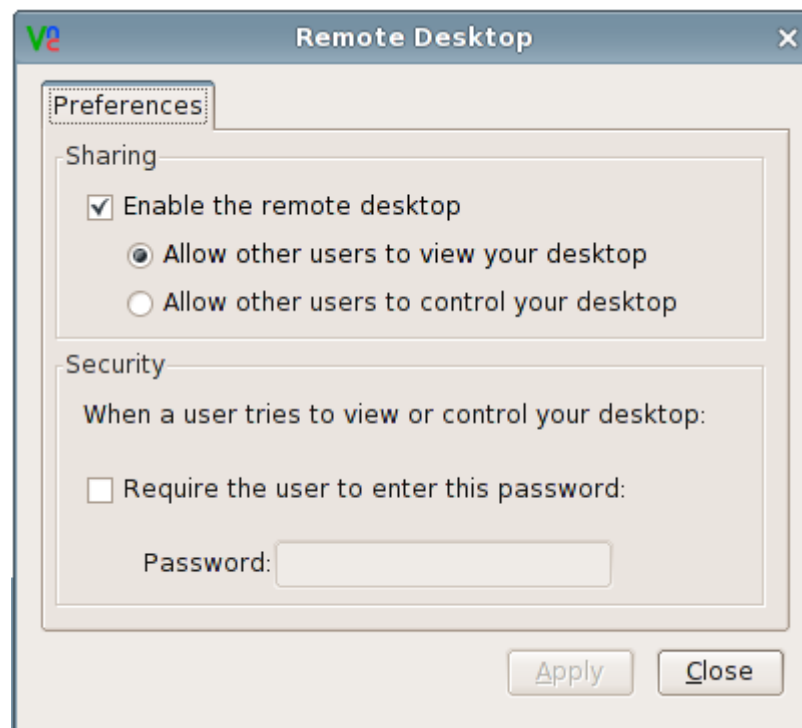 VNC Remote Desktop
Preferences
Sharing
Enable the remote desktop
Allow other users to view your desktop
Allow other users to control your desktop
Security
When a user tries to view or control your desktop:
Require the user to enter this password:
Password:
Apply Close